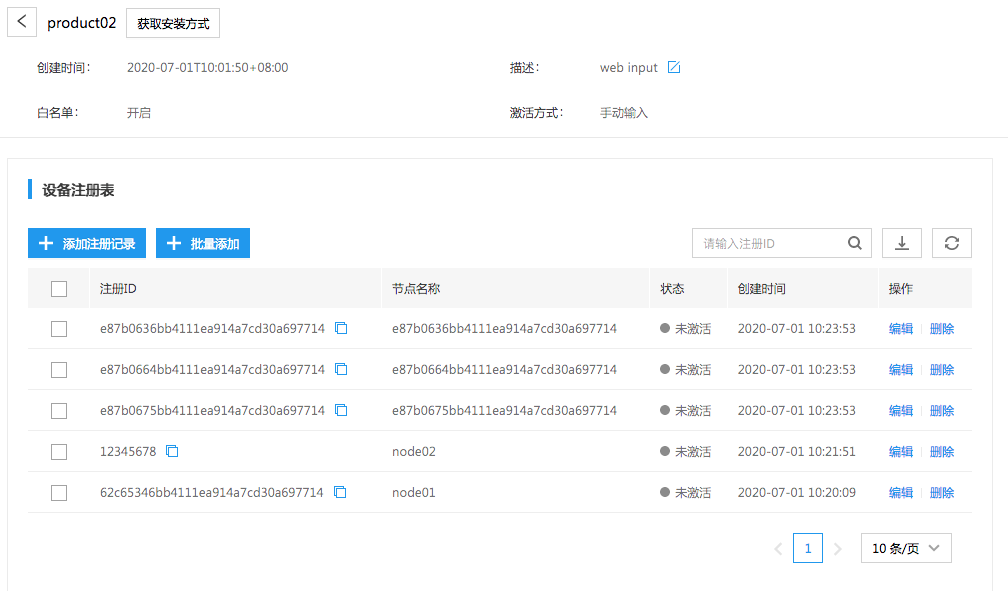 product02 获取安装方式
创建时间: 2020-07-01T10:01:50+08:00 描述: web input
白名单: 开启 激活方式: 手动输入
设备注册表
添加注册记录 批量添加 请输入注册ID
注册ID 节点名称 状态 创建时间 操作
e87b0636bb4111ea914a7cd30a697714 e87b0636bb4111ea914a7cd30a697714 未激活 2020-07-01 10:23:53 编辑 删除
e87b0664bb4111ea914a7cd30a697714 e87b0664bb4111ea914a7cd30a697714 未激活 2020-07-01 10:23:53 编辑 删除
e87b0675bb4111ea914a7cd30a697714 e87b0675bb4111ea914a7cd30a697714 未激活 2020-07-01 10:23:53 编辑 删除
12345678 node02 未激活 2020-07-01 10:21:51 编辑 删除
62c65346bb4111ea914a7cd30a697714 node01 未激活 2020-07-01 10:20:09 编辑 删除
1 10 条/页